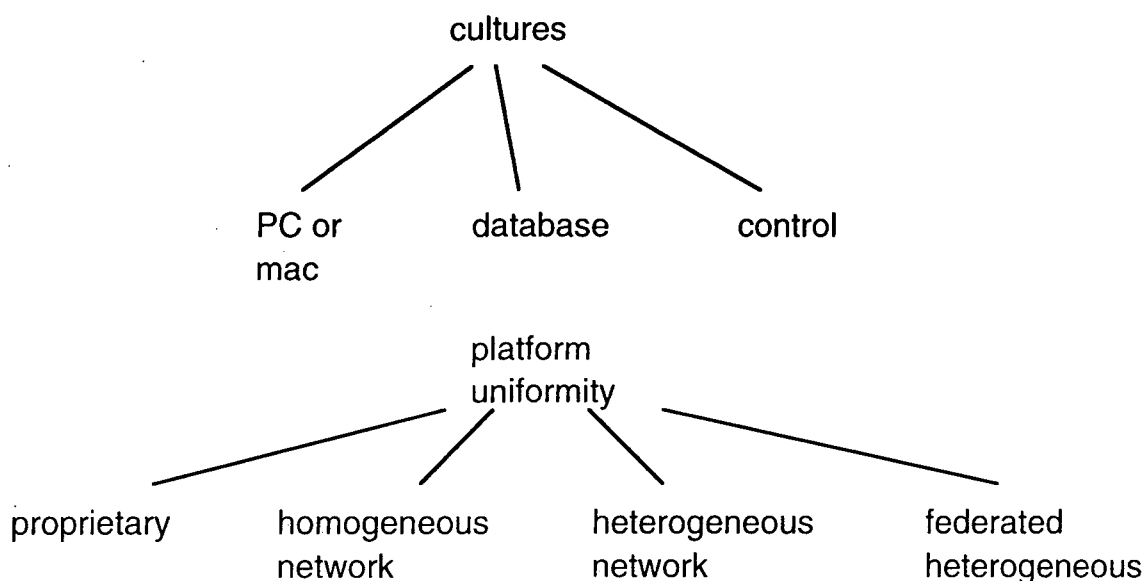 cultures
PC or
mac
database
control
platform
uniformity
proprietary
homogeneous
network
heterogeneous
network
federated
heterogeneous